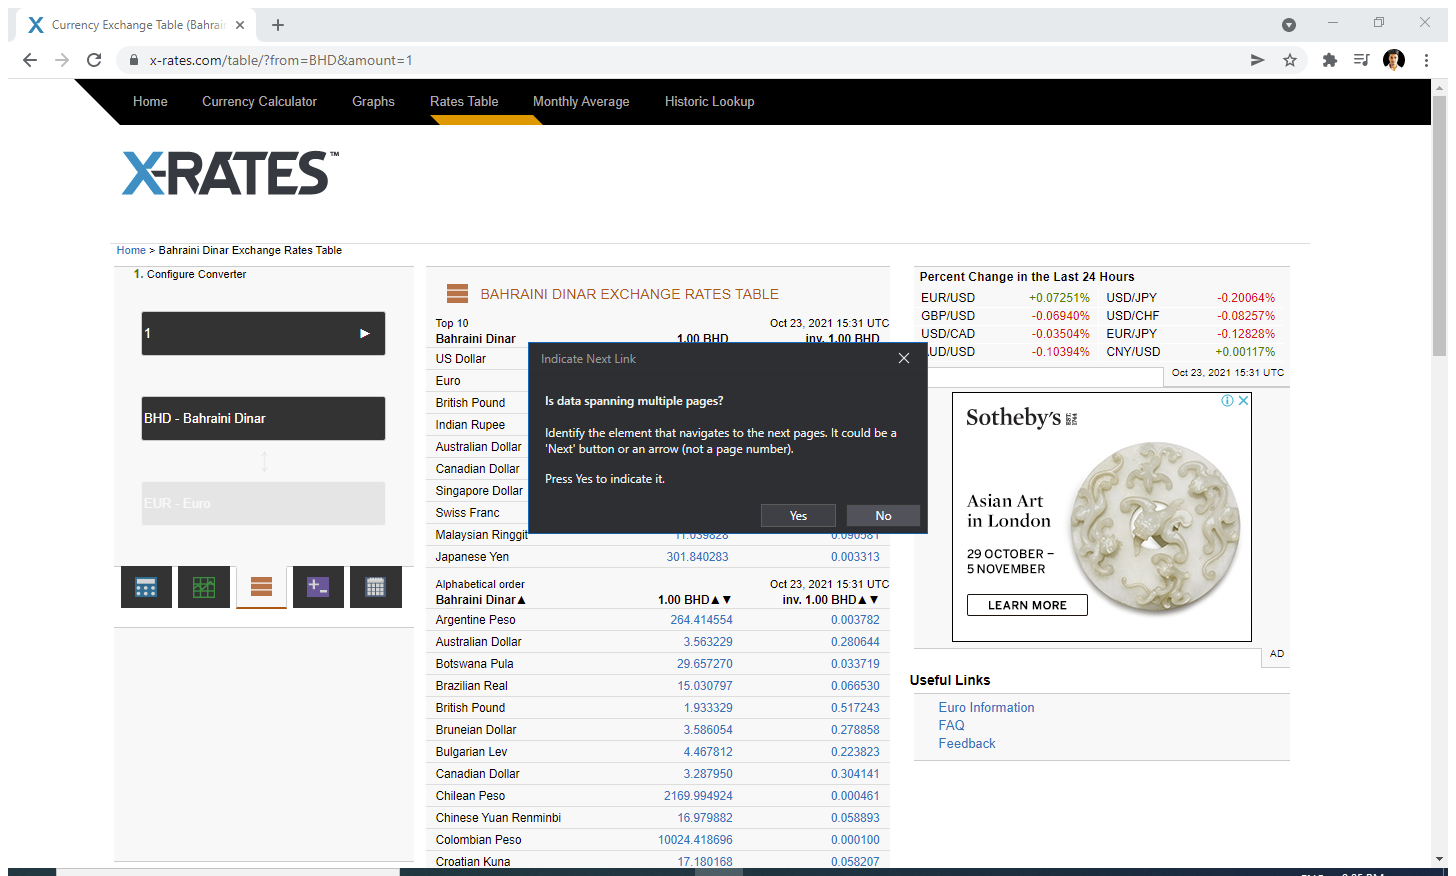 Currency Exchange Table (Bahrain
x-rates.com/table/?from=BHD&amount=1
Home Currency Calculator Graphs Rates Table Monthly Average Historic Lookup
X-RATES™
Home > Bahraini Dinar Exchange Rates Table
1. Configure Converter
1
BHD - Bahraini Dinar
EUR - Euro
BAHRAINI DINAR EXCHANGE RATES TABLE
Top 10 Oct 23, 2021 15:31 UTC
Bahraini Dinar 1.00 BHD inv. 1.00 BHD
US Dollar
Euro
British Pound
Indian Rupee
Australian Dollar
Canadian Dollar
Singapore Dollar
Swiss Franc
Malaysian Ringgit 11.039828 0.090581
Japanese Yen 301.840283 0.003313
Indicate Next Link
Is data spanning multiple pages?
Identify the element that navigates to the next pages. It could be a
'Next' button or an arrow (not a page number).
Press Yes to indicate it.
Yes No
Alphabetical order Oct 23, 2021 15:31 UTC
Bahraini Dinar▲ 1.00 BHD▲▼ inv. 1.00 BHD▲▼
Argentine Peso 264.414554 0.003782
Australian Dollar 3.563229 0.280644
Botswana Pula 29.657270 0.033719
Brazilian Real 15.030797 0.066530
British Pound 1.933329 0.517243
Bruneian Dollar 3.586054 0.278858
Bulgarian Lev 4.467812 0.223823
Canadian Dollar 3.287950 0.304141
Chilean Peso 2169.994924 0.000461
Chinese Yuan Renminbi 16.979882 0.058893
Colombian Peso 10024.418696 0.000100
Croatian Kuna 17.180168 0.058207
Percent Change in the Last 24 Hours
EUR/USD +0.07251% USD/JPY -0.20064%
GBP/USD -0.06940% USD/CHF -0.08257%
USD/CAD -0.03504% EUR/JPY -0.12828%
UD/USD -0.10394% CNY/USD +0.00117%
Oct 23, 2021 15:31 UTC
Sotheby's
Asian Art
in London
29 OCTOBER –
5 NOVEMBER
LEARN MORE
AD
Useful Links
Euro Information
FAQ
Feedback